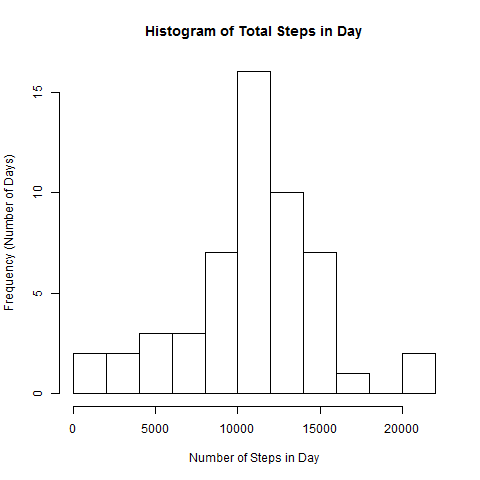 Histogram of Total Steps in Day
Frequency (Number of Days)
15
10
5
0
0 5000 10000 15000 20000
Number of Steps in Day